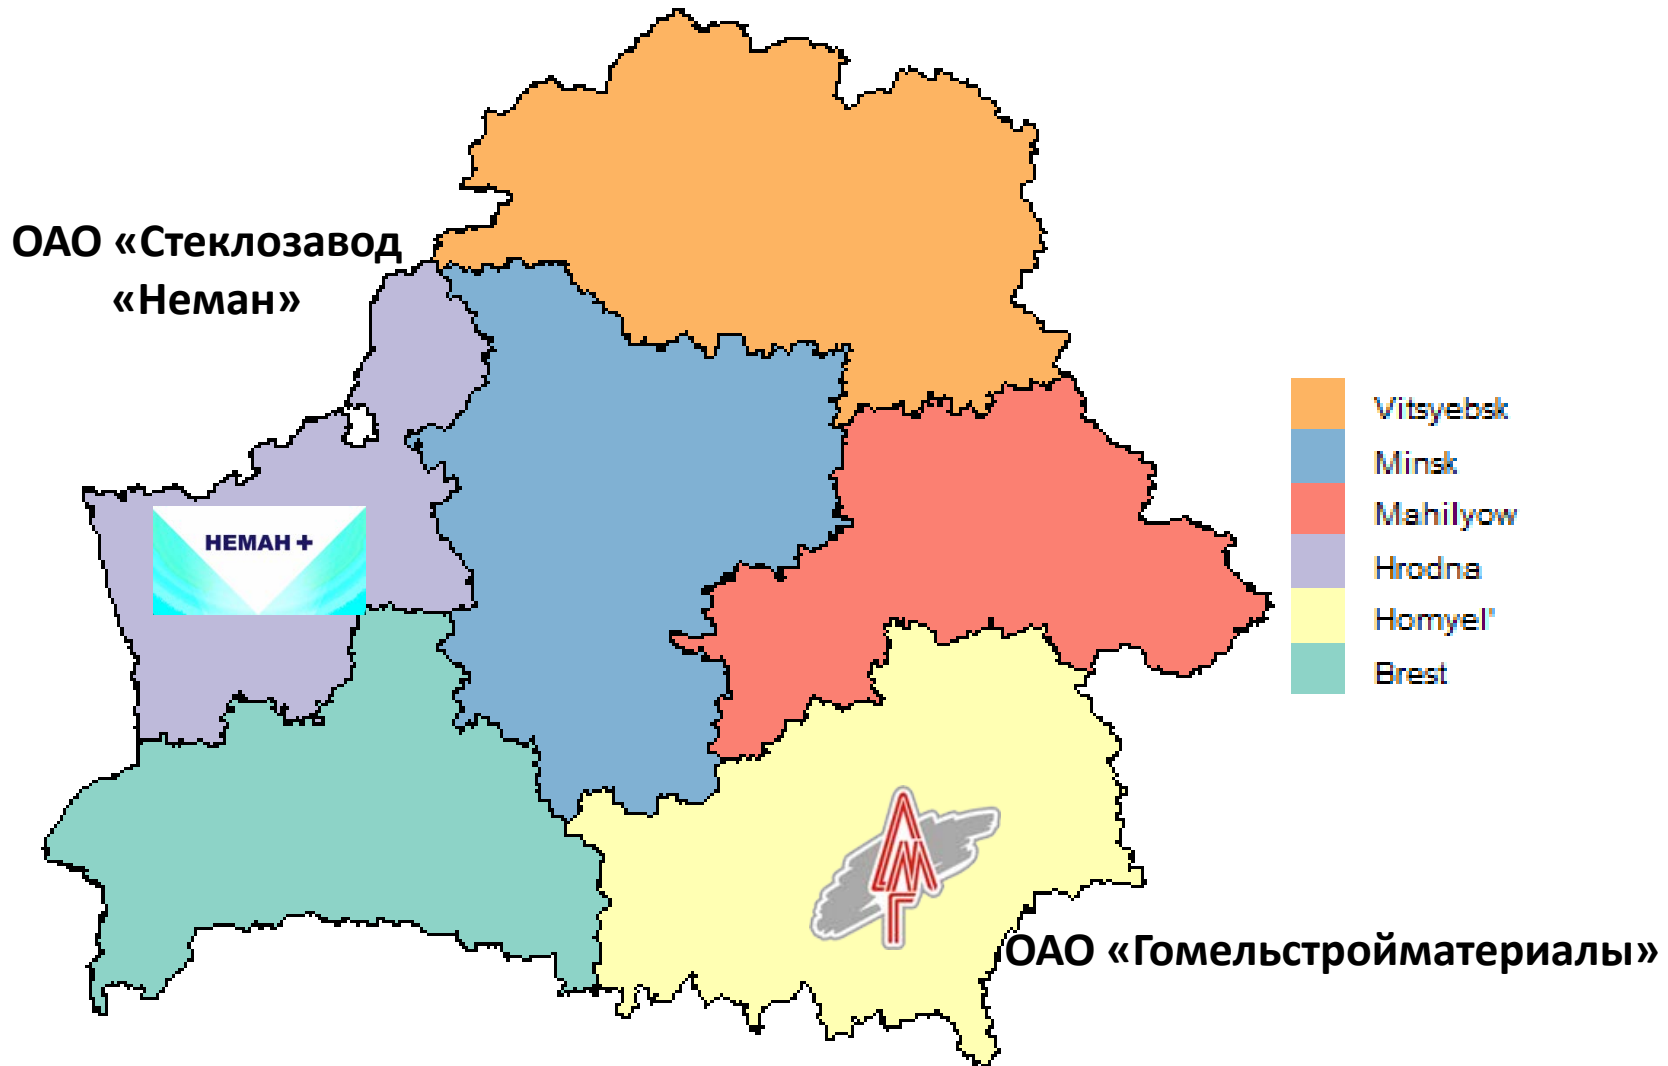 ОАО «Стеклозавод
«Неман»
НЕМАН +
Vitsyebsk
Minsk
Mahilyow
Hrodna
Homyel'
Brest
ОАО «Гомельстройматериалы»